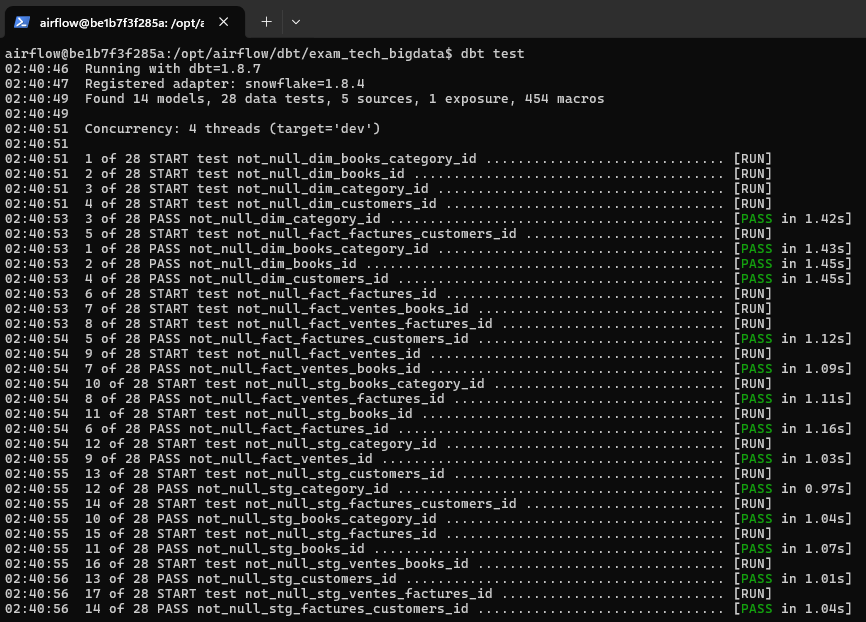 airflow@be1b7f3f285a: /opt/a
airflow@be1b7f3f285a:/opt/airflow/dbt/exam_tech_bigdata$ dbt test
02:40:46  Running with dbt=1.8.7
02:40:47  Registered adapter: snowflake=1.8.4
02:40:49  Found 14 models, 28 data tests, 5 sources, 1 exposure, 454 macros
02:40:49
02:40:51  Concurrency: 4 threads (target='dev')
02:40:51
02:40:51  1 of 28 START test not_null_dim_books_category_id .............................. [RUN]
02:40:51  2 of 28 START test not_null_dim_books_id ....................................... [RUN]
02:40:51  3 of 28 START test not_null_dim_category_id .................................... [RUN]
02:40:51  4 of 28 START test not_null_dim_customers_id ................................... [RUN]
02:40:53  3 of 28 PASS not_null_dim_category_id .......................................... [PASS in 1.42s]
02:40:53  5 of 28 START test not_null_fact_factures_customers_id ......................... [RUN]
02:40:53  1 of 28 PASS not_null_dim_books_category_id .................................... [PASS in 1.43s]
02:40:53  2 of 28 PASS not_null_dim_books_id ............................................. [PASS in 1.45s]
02:40:53  4 of 28 PASS not_null_dim_customers_id ......................................... [PASS in 1.45s]
02:40:53  6 of 28 START test not_null_fact_factures_id ................................... [RUN]
02:40:53  7 of 28 START test not_null_fact_ventes_books_id ............................... [RUN]
02:40:53  8 of 28 START test not_null_fact_ventes_factures_id ............................ [RUN]
02:40:54  5 of 28 PASS not_null_fact_factures_customers_id ............................... [PASS in 1.12s]
02:40:54  9 of 28 START test not_null_fact_ventes_id ..................................... [RUN]
02:40:54  7 of 28 PASS not_null_fact_ventes_books_id ..................................... [PASS in 1.09s]
02:40:54  10 of 28 START test not_null_stg_books_category_id ............................. [RUN]
02:40:54  8 of 28 PASS not_null_fact_ventes_factures_id .................................. [PASS in 1.11s]
02:40:54  11 of 28 START test not_null_stg_books_id ...................................... [RUN]
02:40:54  6 of 28 PASS not_null_fact_factures_id ......................................... [PASS in 1.16s]
02:40:54  12 of 28 START test not_null_stg_category_id ................................... [RUN]
02:40:55  9 of 28 PASS not_null_fact_ventes_id ........................................... [PASS in 1.03s]
02:40:55  13 of 28 START test not_null_stg_customers_id .................................. [RUN]
02:40:55  12 of 28 PASS not_null_stg_category_id ......................................... [PASS in 0.97s]
02:40:55  14 of 28 START test not_null_stg_factures_customers_id ......................... [RUN]
02:40:55  10 of 28 PASS not_null_stg_books_category_id ................................... [PASS in 1.04s]
02:40:55  15 of 28 START test not_null_stg_factures_id ................................... [RUN]
02:40:55  11 of 28 PASS not_null_stg_books_id ............................................ [PASS in 1.07s]
02:40:55  16 of 28 START test not_null_stg_ventes_books_id ............................... [RUN]
02:40:56  13 of 28 PASS not_null_stg_customers_id ........................................ [PASS in 1.01s]
02:40:56  17 of 28 START test not_null_stg_ventes_factures_id ............................ [RUN]
02:40:56  14 of 28 PASS not_null_stg_factures_customers_id ............................... [PASS in 1.04s]